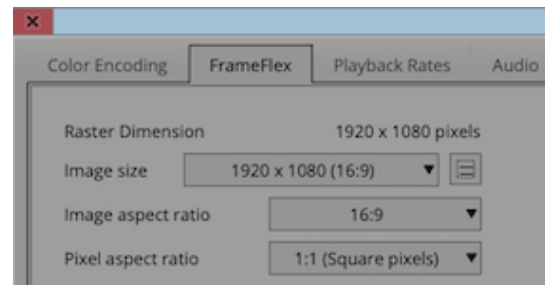 Color Encoding FrameFlex Playback Rates Audio
Raster Dimension 1920 x 1080 pixels
Image size 1920 x 1080 (16:9)
Image aspect ratio 16:9
Pixel aspect ratio 1:1 (Square pixels)